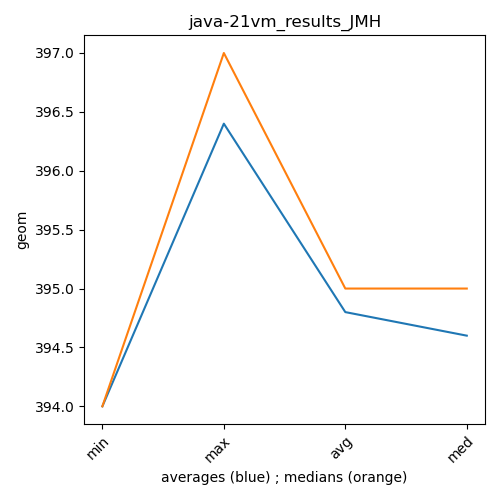 java-21vm_results_JMH
397.0
396.5
396.0
395.5
395.0
394.5
394.0
geom
min
max
avg
med
averages (blue) ; medians (orange)